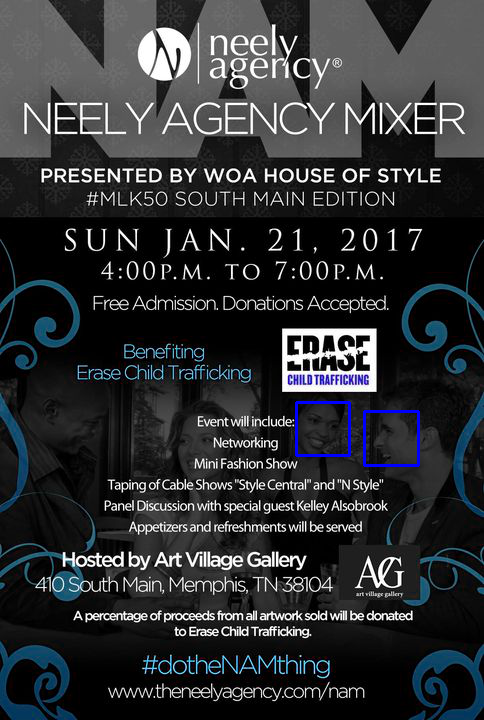 NAM
N
neely
agency®
NEELY AGENCY MIXER
PRESENTED BY WOA HOUSE OF STYLE
#MLK50 SOUTH MAIN EDITION
SUN JAN. 21, 2017
4:00P.M. TO 7:00P.M.
Free Admission. Donations Accepted.
Benefiting
Erase Child Trafficking
ERASE
CHILD TRAFFICKING
Event will include:
Networking
Mini Fashion Show
Taping of Cable Shows "Style Central" and "N Style"
Panel Discussion with special guest Kelley Alsobrook
Appetizers and refreshments will be served
Hosted by Art Village Gallery
410 South Main, Memphis, TN 38104
AVG
art village gallery
A percentage of proceeds from all artwork sold will be donated
to Erase Child Trafficking.
#dotheNAMthing
www.theneelyagency.com/nam